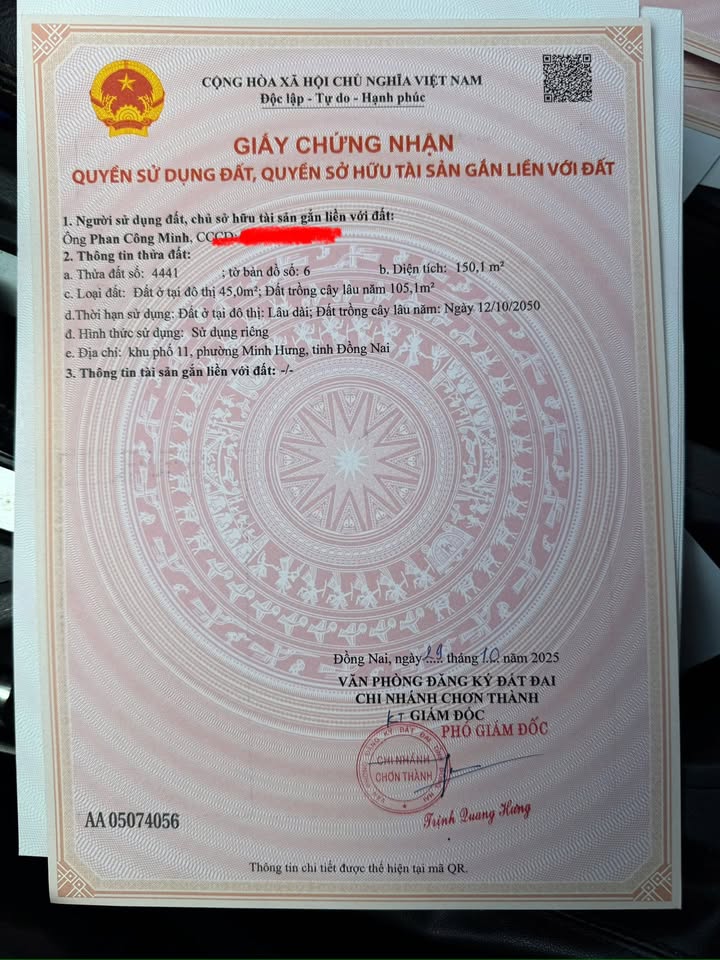 CỘNG HÒA XÃ HỘI CHỦ NGHĨA VIỆT NAM
Độc lập - Tự do - Hạnh phúc
GIẤY CHỨNG NHẬN
QUYỀN SỬ DỤNG ĐẤT, QUYỀN SỞ HỮU TÀI SẢN GẮN LIỀN VỚI ĐẤT
1. Người sử dụng đất, chủ sở hữu tài sản gắn liền với đất:
Ông Phan Công Minh, CCCD:
2. Thông tin thửa đất:
a. Thửa đất số: 4441 ; tờ bản đồ số: 6 b. Diện tích: 150,1 m²
c. Loại đất: Đất ở tại đô thị 45,0m²; Đất trồng cây lâu năm 105,1m²
d.Thời hạn sử dụng: Đất ở tại đô thị: Lâu dài; Đất trồng cây lâu năm: Ngày 12/10/2050
đ. Hình thức sử dụng: Sử dụng riêng
e. Địa chỉ: khu phố 11, phường Minh Hưng, tỉnh Đồng Nai
3. Thông tin tài sản gắn liền với đất: -/-
Đồng Nai, ngày 29 tháng 10 năm 2025
VĂN PHÒNG ĐĂNG KÝ ĐẤT ĐAI
CHI NHÁNH CHƠN THÀNH
KT GIÁM ĐỐC
PHÓ GIÁM ĐỐC
CHI NHÁNH
CHƠN THÀNH
Trịnh Quang Hưng
AA 05074056
Thông tin chi tiết được thể hiện tại mã QR.